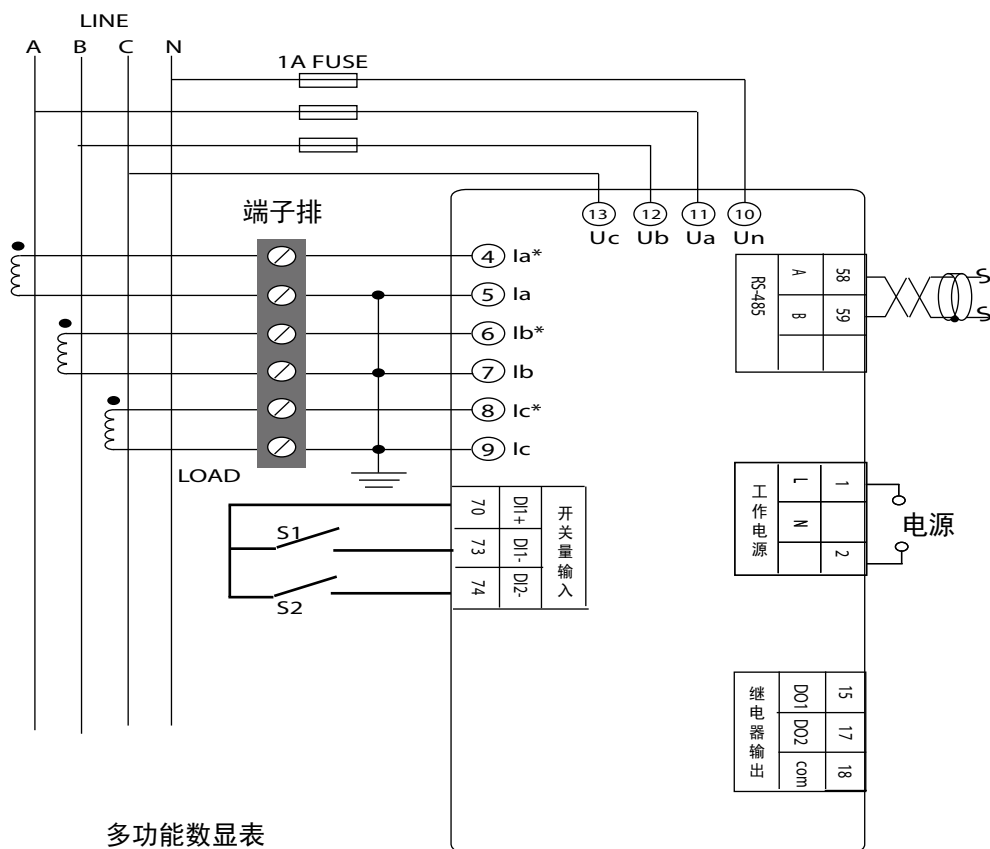 LINE
A B C N
1A FUSE
端子排
13 12 11 10
Uc Ub Ua Un
4 Ia*
5 Ia
6 Ib*
7 Ib
8 Ic*
9 Ic
LOAD
RS-485
A 58
B 59
S
S
S1
S2
70 DI1+
73 DI1-
74 DI2-
开关量输入
工作电源
L 1
N
2
电源
继电器输出
DO1 15
DO2 17
com 18
多功能数显表